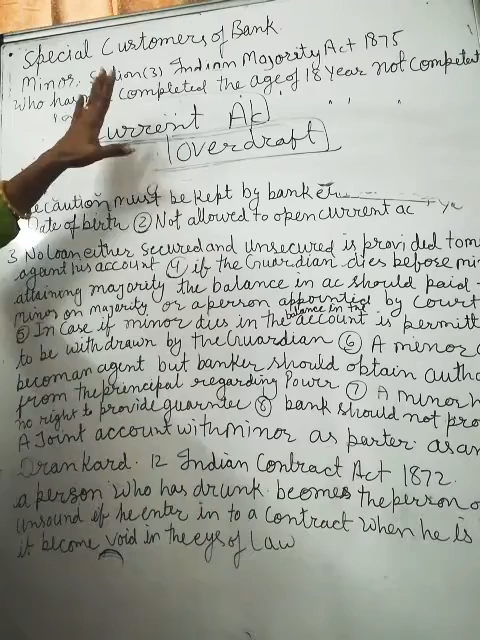 • Special Customers of Bank.
Minor. (3) Indian Majority Act 1875
Who has completed the age of 18 year not Competent
urrent A/c
Overdraft
ecaution must be kept by banker
Date of birth ② Not allowed to open current ac
3 No loan either secured and unsecured is provided to
against his account ④ if the Guardian dies before mi
attaining majority the balance in ac should paid
minor on majority or a person appointed by court
⑤ In Case if minor dies in the balance in the account is permitt
to be withdrawn by the Guardian ⑥ A minor
becom an agent but banker should obtain autho
from the principal regarding Power ⑦ A minor h
no right to provide guarntee ⑧ bank should not pro
A Joint account with minor as parter. as an
Drankard. 12 Indian Contract Act 1872.
a person who has drunk. becomes the person o
unsound if he enter in to a contract when he is
it become void in the eyes of law